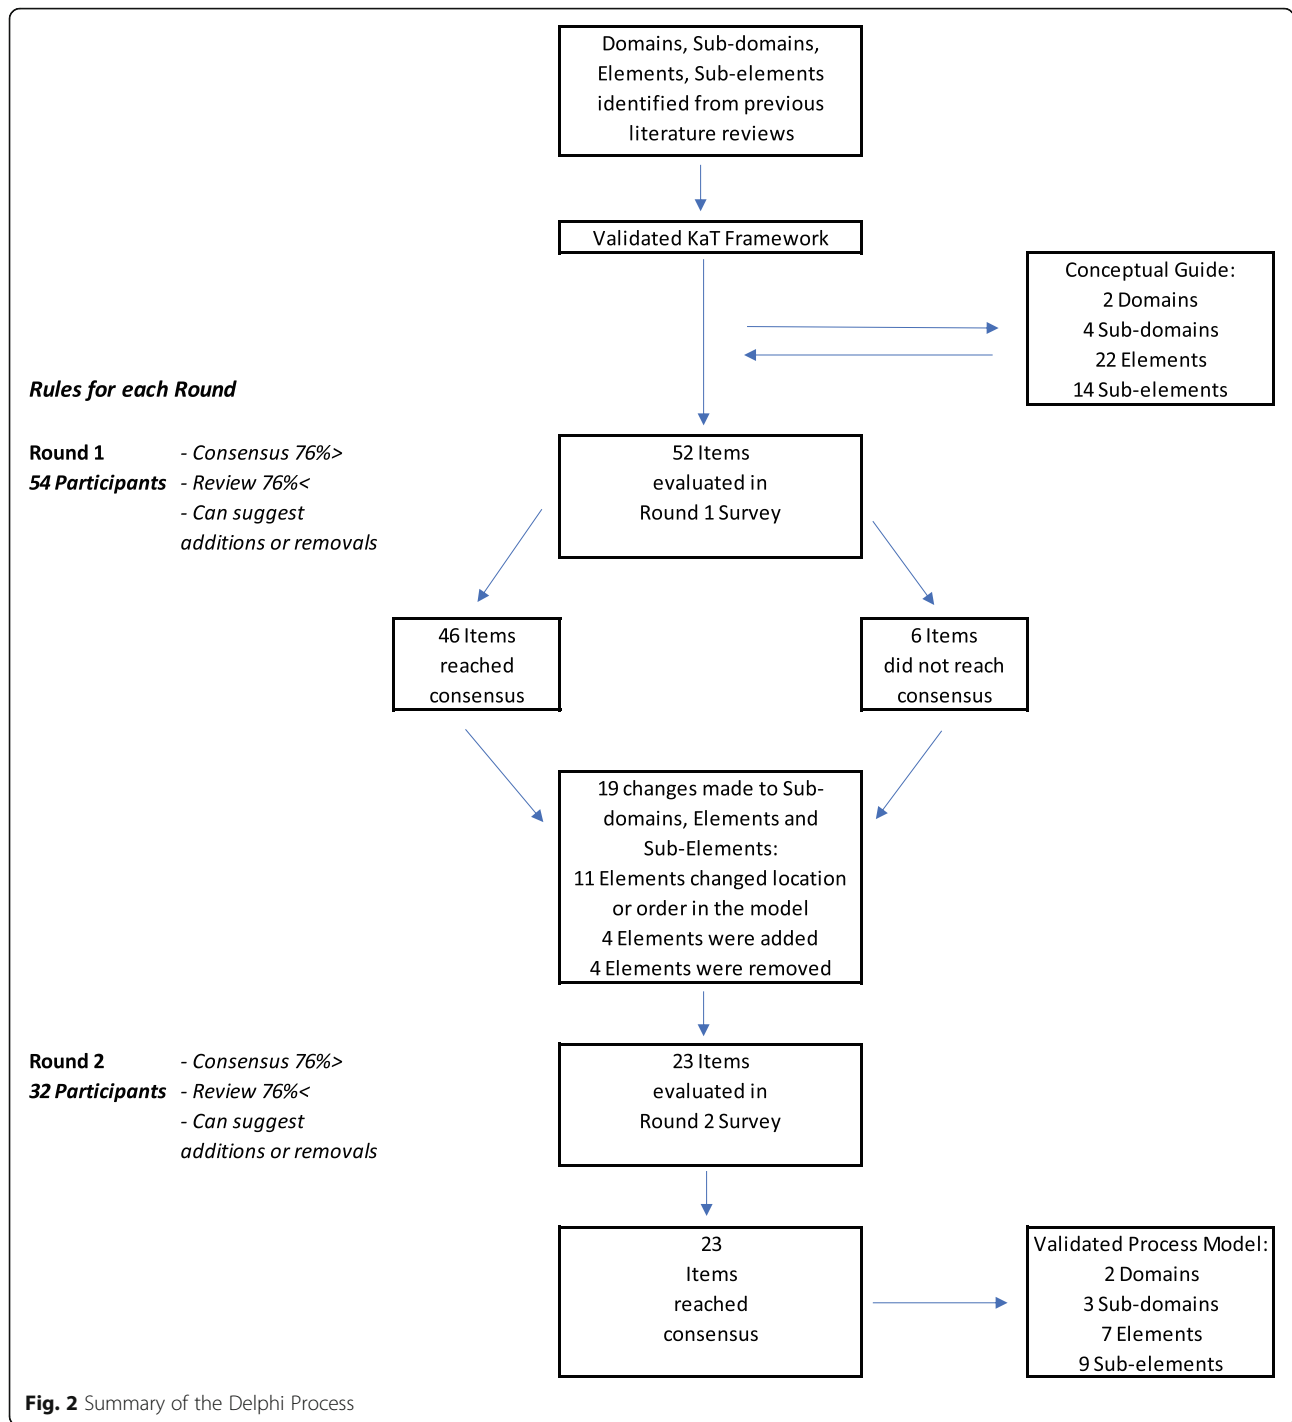 Domains, Sub-domains,
Elements, Sub-elements
identified from previous
literature reviews
Validated KaT Framework
Conceptual Guide:
2 Domains
4 Sub-domains
22 Elements
14 Sub-elements
Rules for each Round
Round 1
54 Participants
- Consensus 76%>
- Review 76%<
- Can suggest
additions or removals
52 Items
evaluated in
Round 1 Survey
46 Items
reached
consensus
6 Items
did not reach
consensus
19 changes made to Sub-
domains, Elements and
Sub-Elements:
11 Elements changed location
or order in the model
4 Elements were added
4 Elements were removed
Round 2
32 Participants
- Consensus 76%>
- Review 76%<
- Can suggest
additions or removals
23 Items
evaluated in
Round 2 Survey
23
Items
reached
consensus
Validated Process Model:
2 Domains
3 Sub-domains
7 Elements
9 Sub-elements
Fig. 2 Summary of the Delphi Process